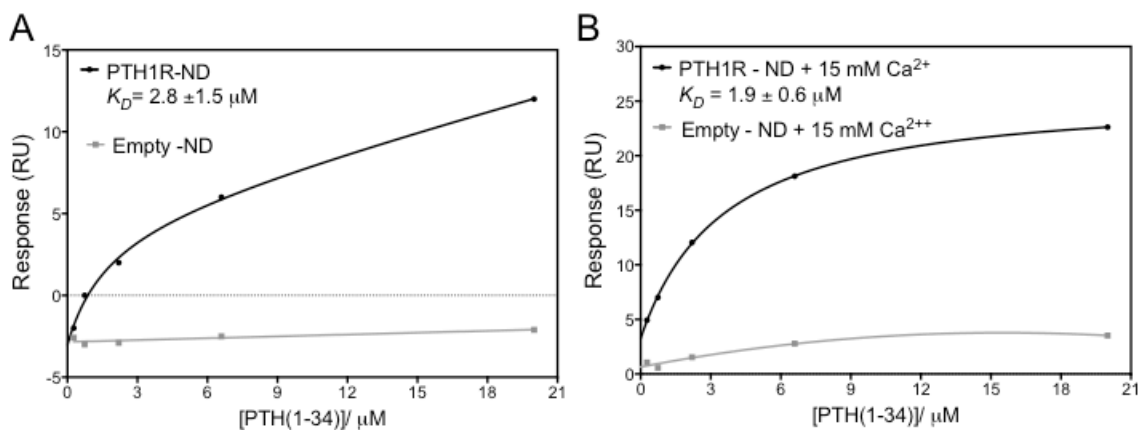 A
15
10
5
0
-5
Response (RU)
PTH1R-ND
K_D= 2.8 ±1.5 μM
Empty -ND
0 3 6 9 12 15 18 21
[PTH(1-34)]/ μM
B
30
25
20
15
10
5
0
Response (RU)
PTH1R - ND + 15 mM Ca²⁺
K_D = 1.9 ± 0.6 μM
Empty - ND + 15 mM Ca²⁺⁺
0 3 6 9 12 15 18 21
[PTH(1-34)]/ μM